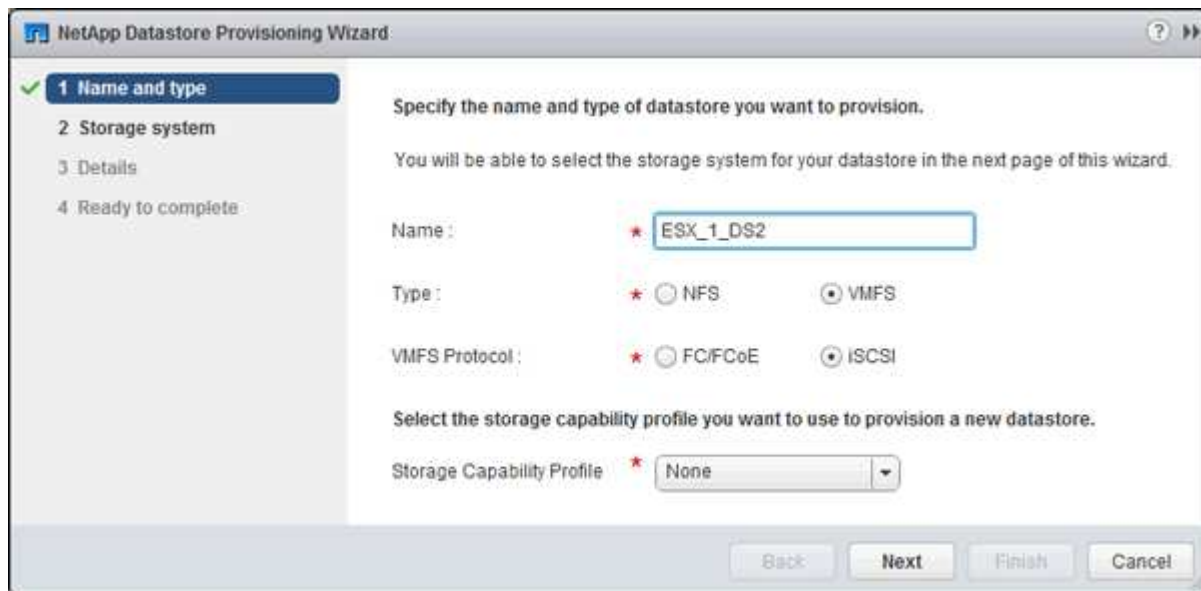 NetApp Datastore Provisioning Wizard
1 Name and type
2 Storage system
3 Details
4 Ready to complete
Specify the name and type of datastore you want to provision.
You will be able to select the storage system for your datastore in the next page of this wizard.
Name : * ESX_1_DS2
Type : * NFS VMFS
VMFS Protocol : * FC/FCoE iSCSI
Select the storage capability profile you want to use to provision a new datastore.
Storage Capability Profile * None
Back Next Finish Cancel